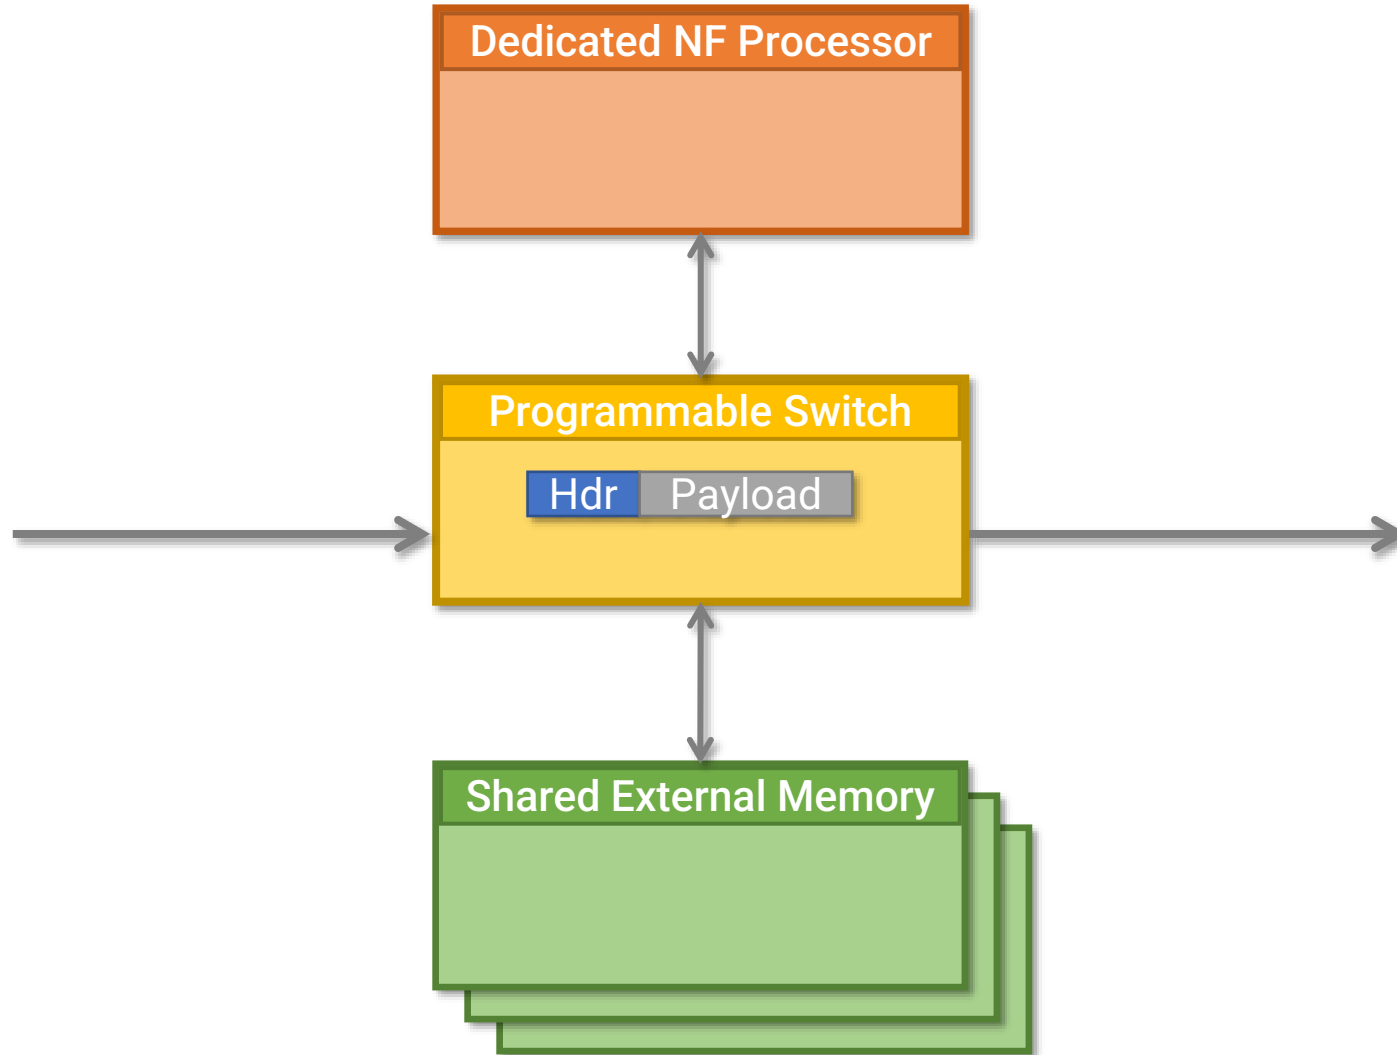 Dedicated NF Processor
Programmable Switch
Hdr Payload
Shared External Memory